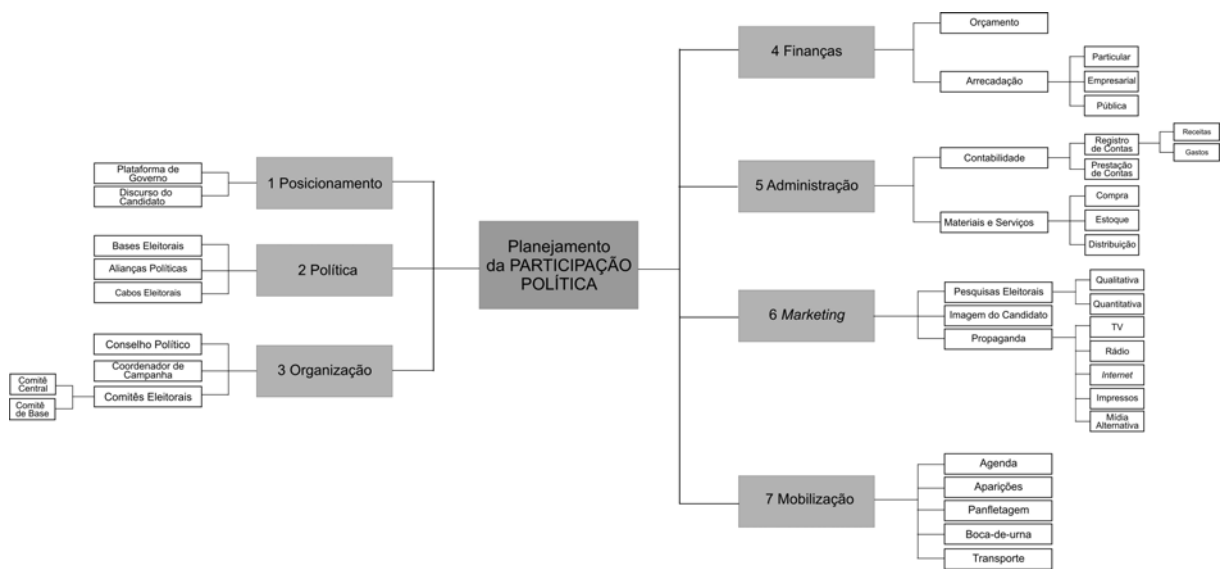 Planejamento
da PARTICIPAÇÃO
POLÍTICA
1 Posicionamento
Plataforma de
Governo
Discurso do
Candidato
2 Política
Bases Eleitorais
Alianças Políticas
Cabos Eleitorais
3 Organização
Conselho Político
Coordenador de
Campanha
Comitês Eleitorais
Comitê
Central
Comitê
de Base
4 Finanças
Orçamento
Arrecadação
Particular
Empresarial
Pública
5 Administração
Contabilidade
Registro
de Contas
Receitas
Gastos
Prestação
de Contas
Materiais e Serviços
Compra
Estoque
Distribuição
6 Marketing
Pesquisas Eleitorais
Qualitativa
Quantitativa
Imagem do Candidato
Propaganda
TV
Rádio
Internet
Impressos
Mídia
Alternativa
7 Mobilização
Agenda
Aparições
Panfletagem
Boca-de-urna
Transporte